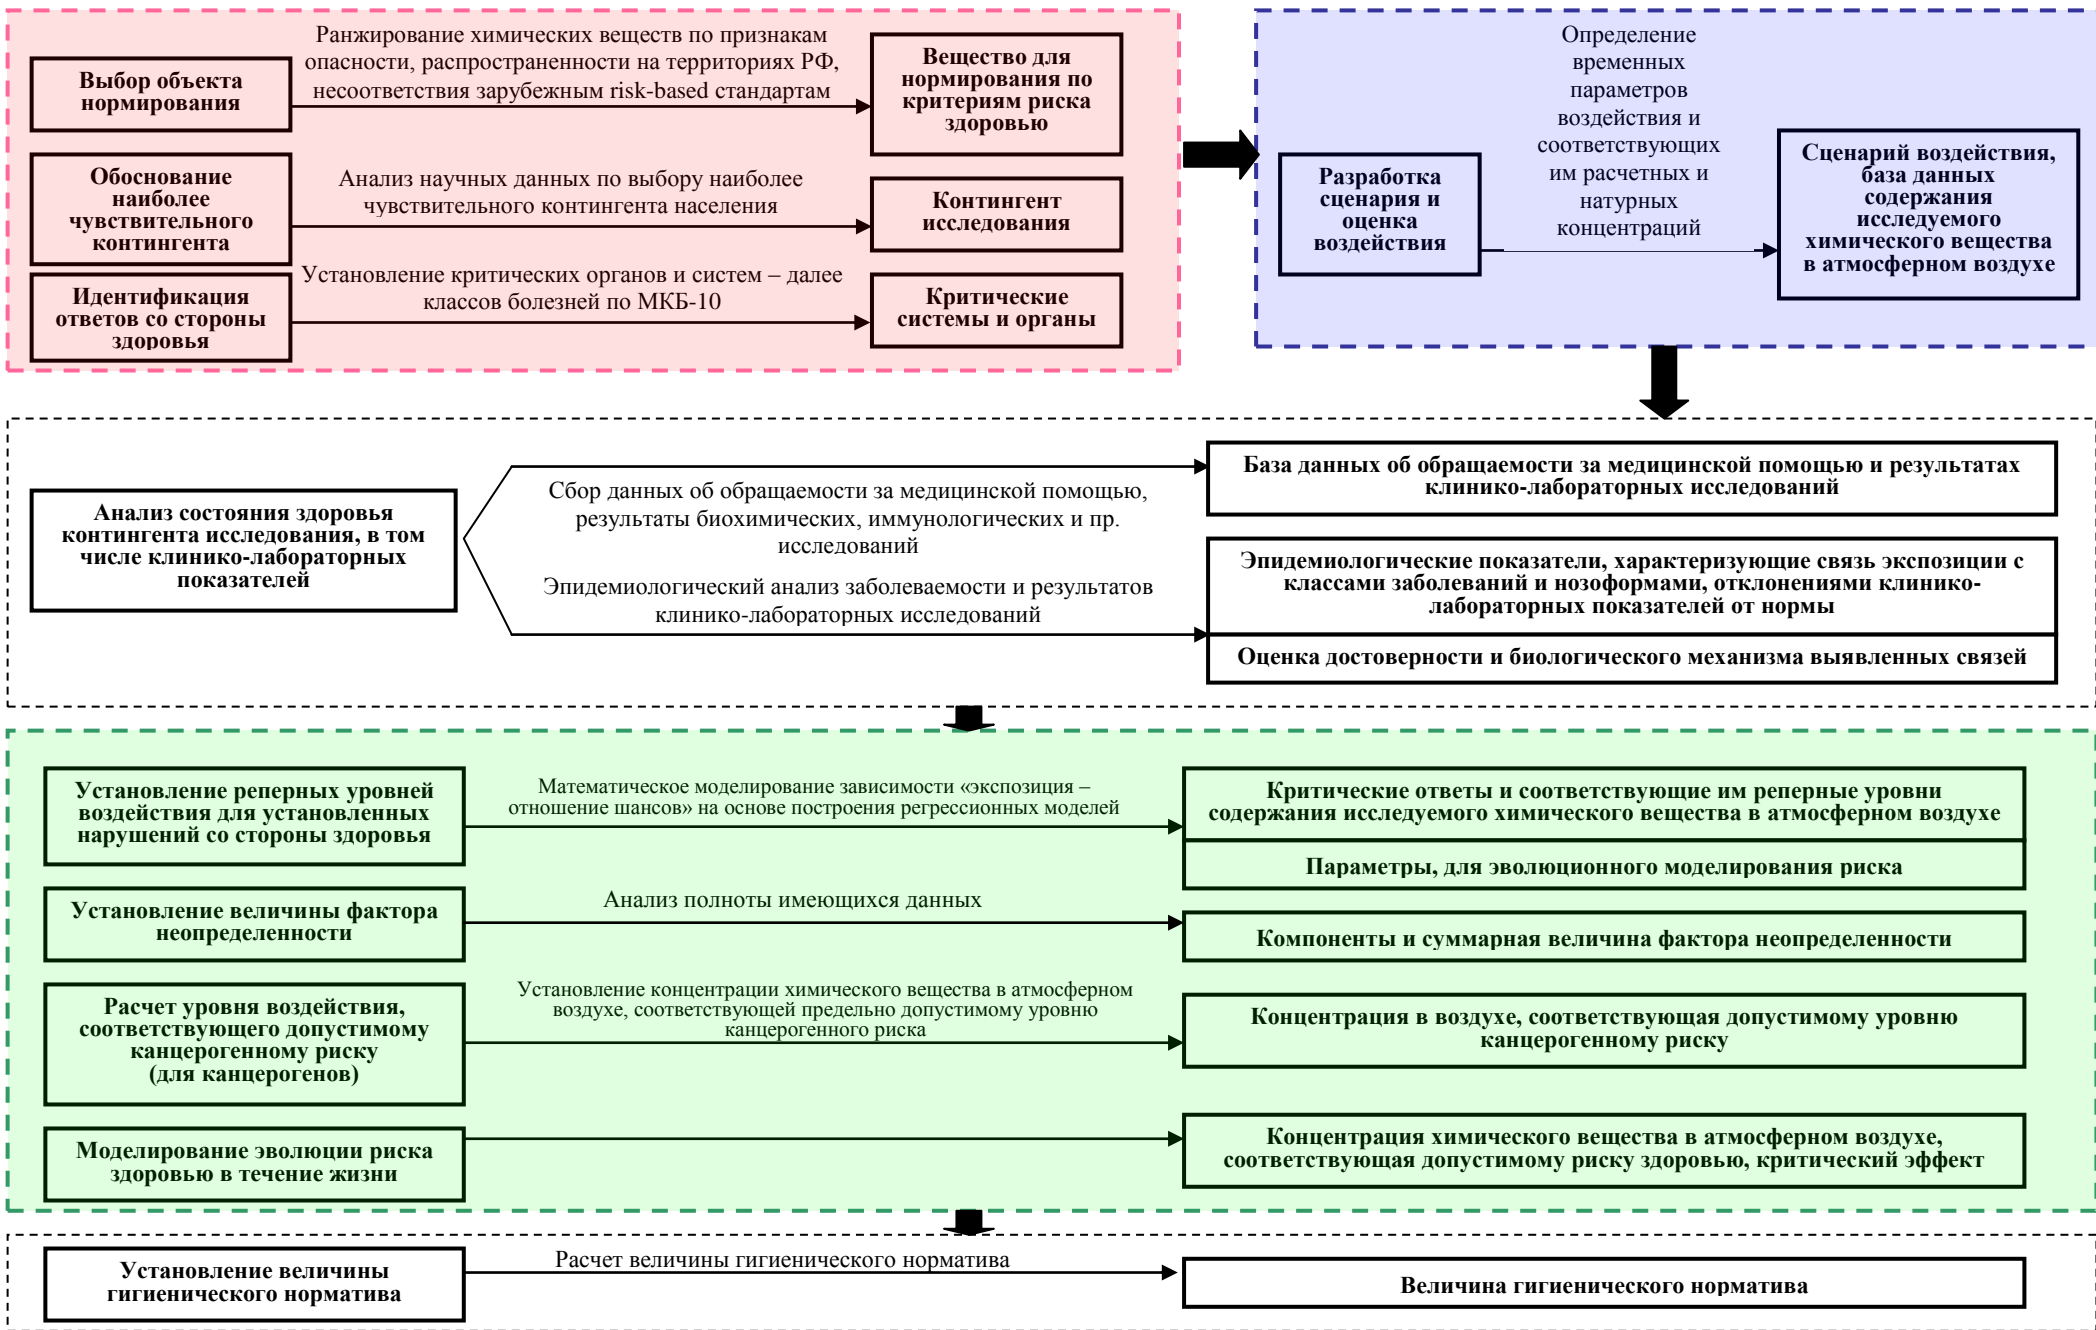 Выбор объекта
нормирования
Ранжирование химических веществ по признакам
опасности, распространенности на территориях РФ,
несоответствия зарубежным risk-based стандартам
Вещество для
нормирования по
критериям риска
здоровью
Обоснование
наиболее
чувствительного
контингента
Анализ научных данных по выбору наиболее
чувствительного контингента населения
Контингент
исследования
Идентификация
ответов со стороны
здоровья
Установление критических органов и систем – далее
классов болезней по МКБ-10
Критические
системы и органы
Разработка
сценария и
оценка
воздействия
Определение
временных
параметров
воздействия и
соответствующих
им расчетных и
натурных
концентраций
Сценарий воздействия,
база данных
содержания
исследуемого
химического вещества
в атмосферном воздухе
Анализ состояния здоровья
контингента исследования, в том
числе клинико-лабораторных
показателей
Сбор данных об обращаемости за медицинской помощью,
результаты биохимических, иммунологических и пр.
исследований
Эпидемиологический анализ заболеваемости и результатов
клинико-лабораторных исследований
База данных об обращаемости за медицинской помощью и результатах
клинико-лабораторных исследований
Эпидемиологические показатели, характеризующие связь экспозиции с
классами заболеваний и нозоформами, отклонениями клинико-
лабораторных показателей от нормы
Оценка достоверности и биологического механизма выявленных связей
Установление реперных уровней
воздействия для установленных
нарушений со стороны здоровья
Математическое моделирование зависимости «экспозиция –
отношение шансов» на основе построения регрессионных моделей
Критические ответы и соответствующие им реперные уровни
содержания исследуемого химического вещества в атмосферном воздухе
Параметры, для эволюционного моделирования риска
Установление величины фактора
неопределенности
Анализ полноты имеющихся данных
Компоненты и суммарная величина фактора неопределенности
Расчет уровня воздействия,
соответствующего допустимому
канцерогенному риску
(для канцерогенов)
Установление концентрации химического вещества в атмосферном
воздухе, соответствующей предельно допустимому уровню
канцерогенного риска
Концентрация в воздухе, соответствующая допустимому уровню
канцерогенному риску
Моделирование эволюции риска
здоровью в течение жизни
Концентрация химического вещества в атмосферном воздухе,
соответствующая допустимому риску здоровью, критический эффект
Установление величины
гигиенического норматива
Расчет величины гигиенического норматива
Величина гигиенического норматива